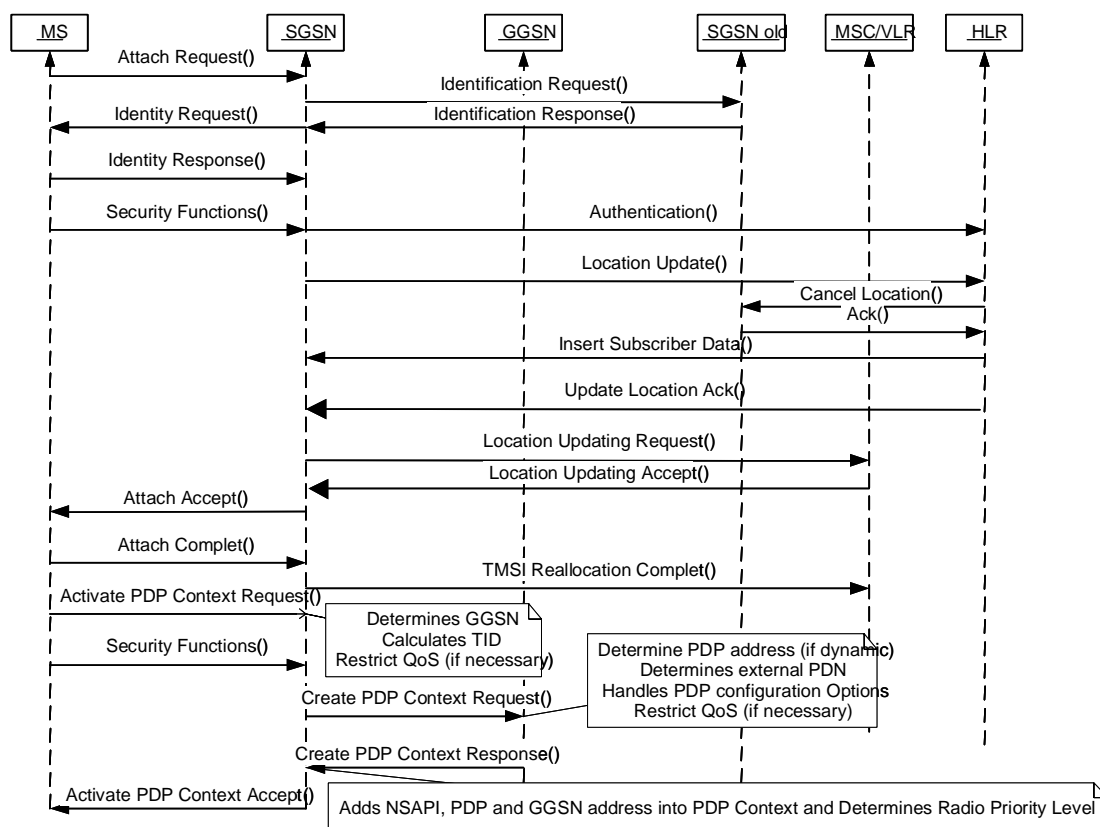 MS
SGSN
GGSN
SGSN old
MSC/VLR
HLR
Attach Request()
Identification Request()
Identity Request()
Identification Response()
Identity Response()
Security Functions()
Authentication()
Location Update()
Cancel Location()
Ack()
Insert Subscriber Data()
Update Location Ack()
Location Updating Request()
Location Updating Accept()
Attach Accept()
Attach Complet()
TMSI Reallocation Complet()
Activate PDP Context Request()
Determines GGSN
Calculates TID
Restrict QoS (if necessary)
Security Functions()
Determine PDP address (if dynamic)
Determines external PDN
Handles PDP configuration Options
Restrict QoS (if necessary)
Create PDP Context Request()
Create PDP Context Response()
Activate PDP Context Accept()
Adds NSAPI, PDP and GGSN address into PDP Context and Determines Radio Priority Level